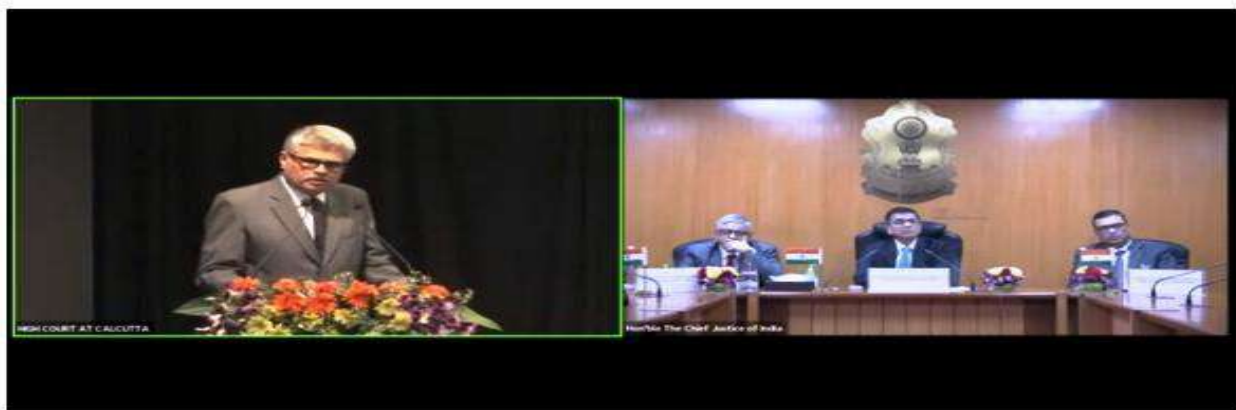 HIGH COURT AT CALCUTTA
Hon'ble The Chief Justice of India